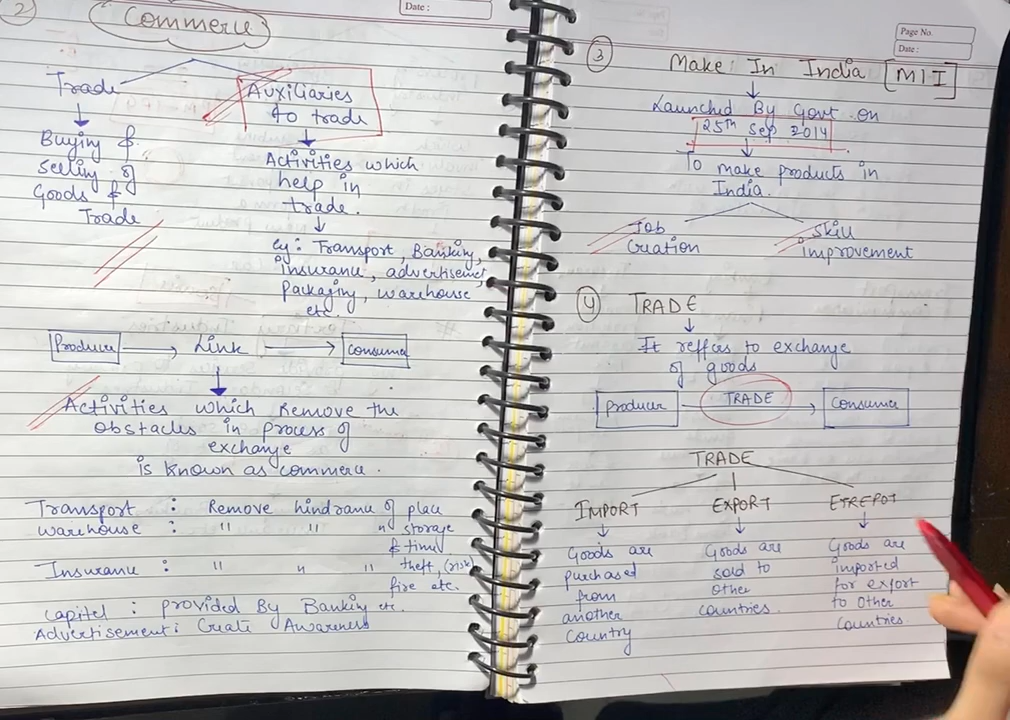 Date :
2
Commerce
Trade
Buying &
Selling of
Goods &
Trade
Auxiliaries
to trade
Activities which
help in
trade.
eg: Transport, Banking,
insurance, advertisement
Packaging, warehouse
etc.
Producer
Link
consumer
Activities which Remove the
obstacles in process of
exchange
is known as commerce.
Transport : Remove hindrance of place
warehouse : " " " storage
& time
Insurance : " " " theft, (risk)
fire etc.
capital : provided By Banking etc.
Advertisement : Create Awareness
Page No.
Date :
3
Make In India [MII]
Launched By Govt on
25th Sep 2014
To make products in
India.
Job
Creation
Skill
improvement
4
TRADE
It reffers to exchange
of goods
producer
TRADE
Consumer
TRADE
IMPORT
Goods are
purchased
from
another
Country
EXPORT
Goods are
sold to
other
countries.
ETREPOT
Goods are
imported
for export
to other
Countries